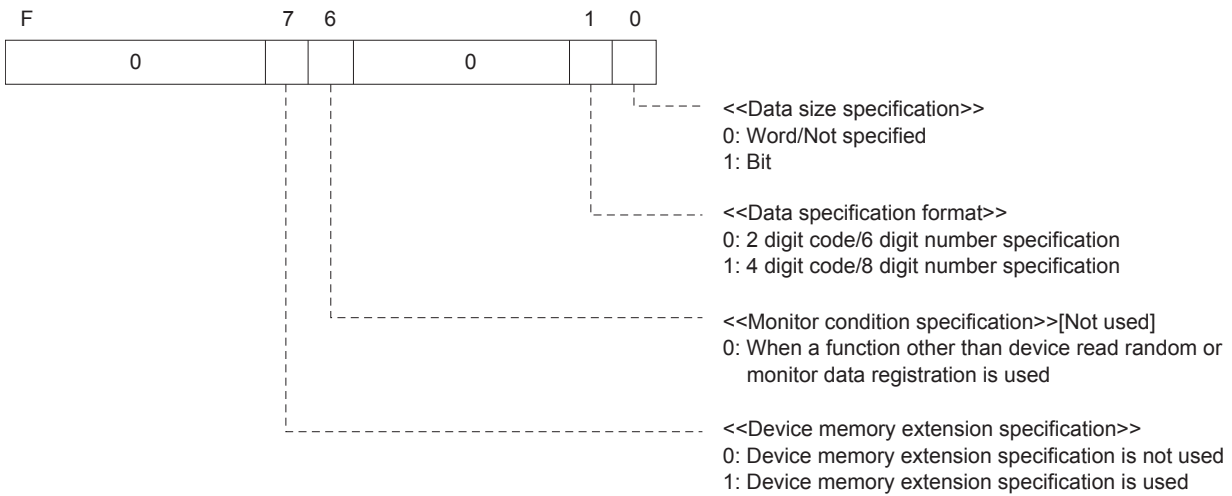 F 7 6 1 0
0 0
<<Data size specification>>
0: Word/Not specified
1: Bit
<<Data specification format>>
0: 2 digit code/6 digit number specification
1: 4 digit code/8 digit number specification
<<Monitor condition specification>>[Not used]
0: When a function other than device read random or
monitor data registration is used
<<Device memory extension specification>>
0: Device memory extension specification is not used
1: Device memory extension specification is used